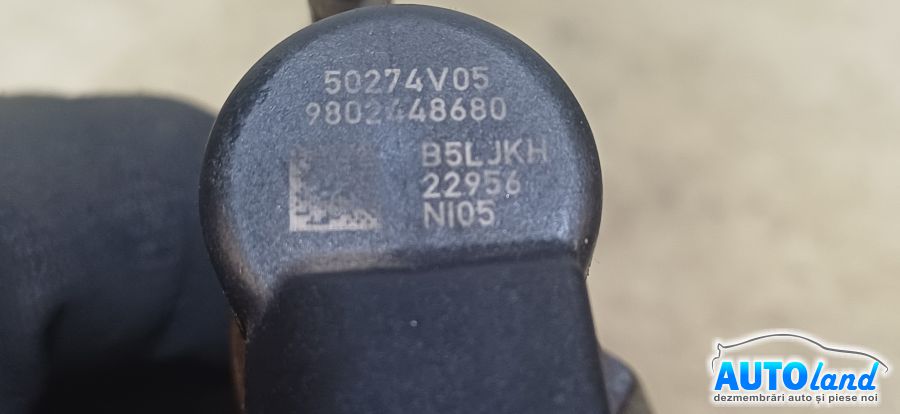 50274V05
9802448680
B5LJKH
22956
NI05
AUTOland
dezmembrări auto și piese noi